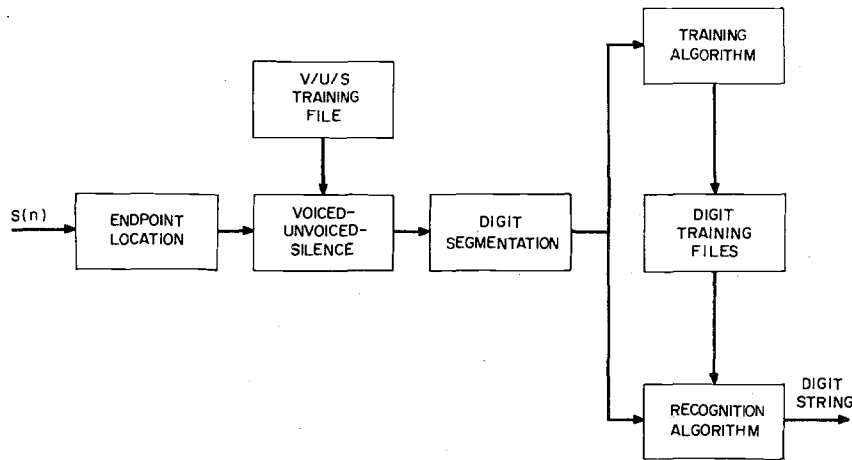 S(n)
ENDPOINT
LOCATION
V/U/S
TRAINING
FILE
VOICED-
UNVOICED-
SILENCE
DIGIT
SEGMENTATION
TRAINING
ALGORITHM
DIGIT
TRAINING
FILES
RECOGNITION
ALGORITHM
DIGIT
STRING